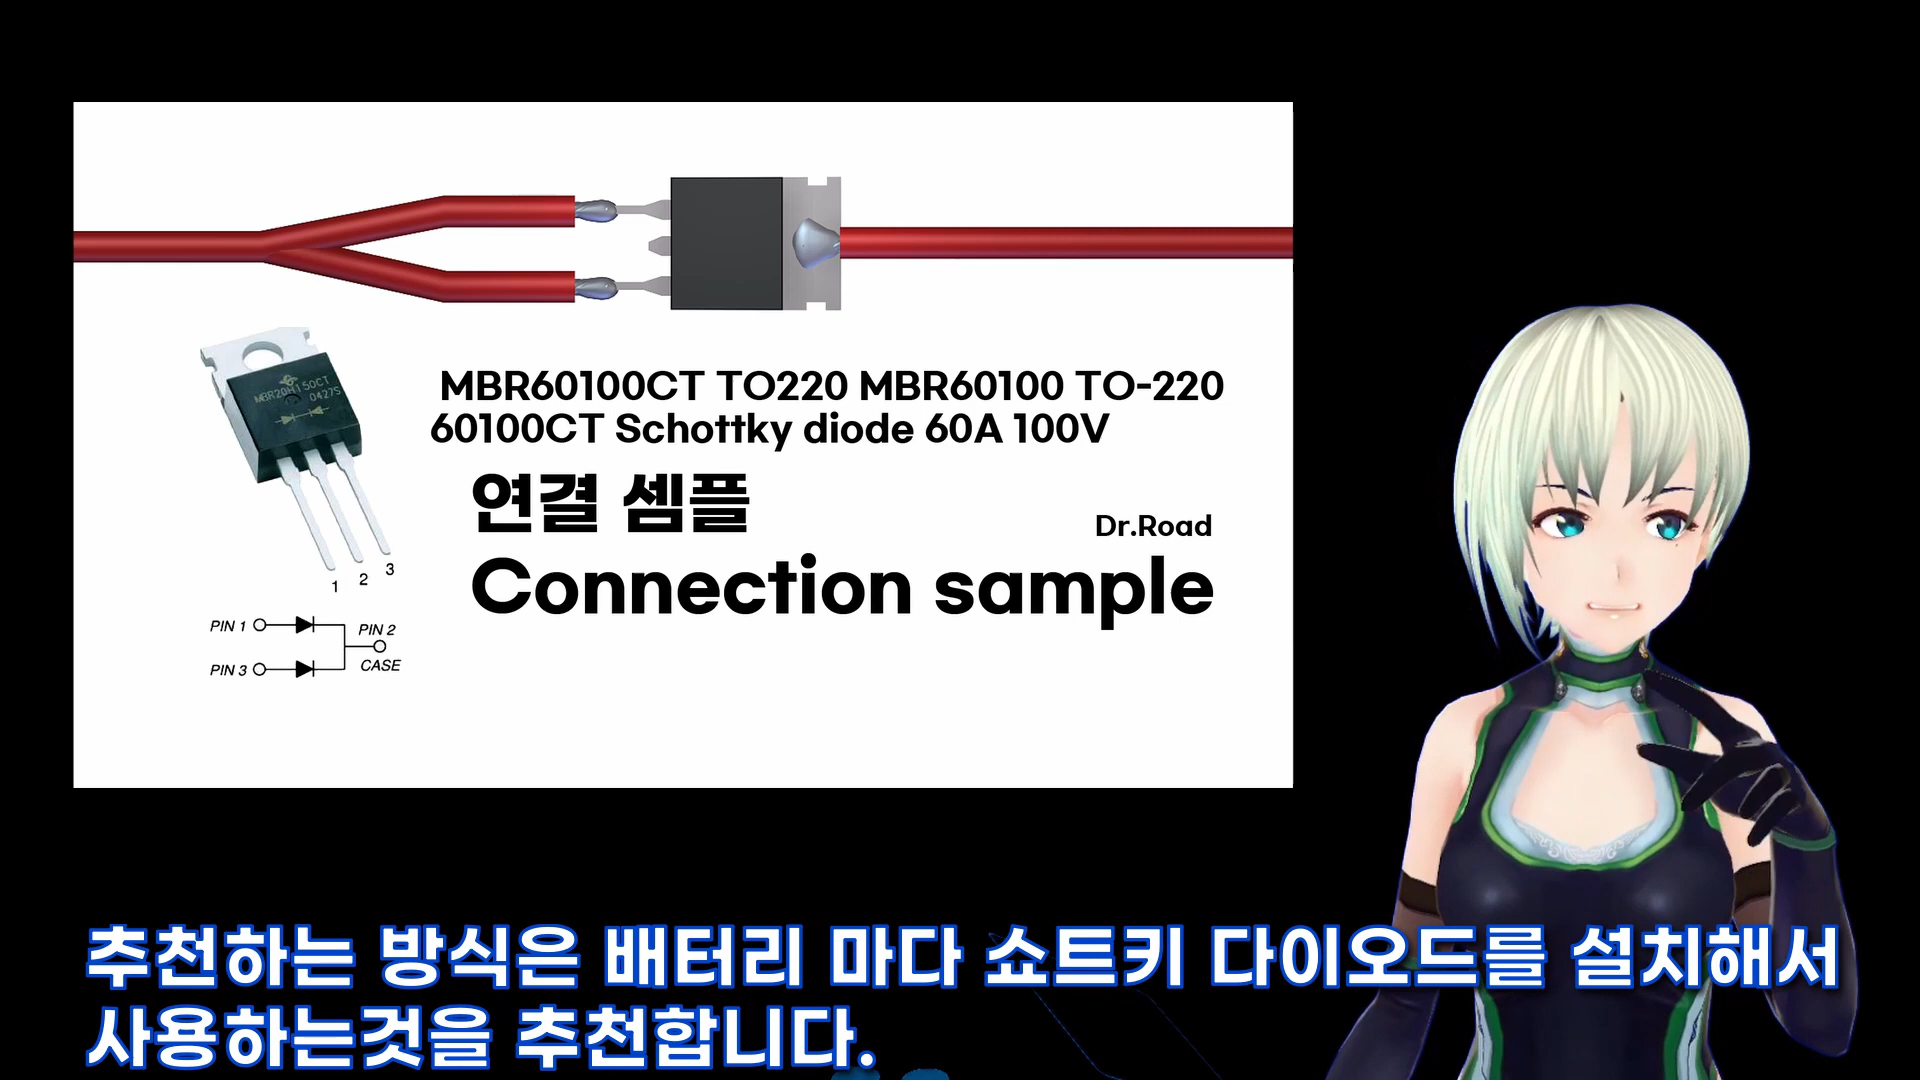 MBR60100CT TO220 MBR60100 TO-220
60100CT Schottky diode 60A 100V
연결 셈플
Dr.Road
Connection sample
MBR20H150CT
0427S
1 2 3
PIN 1
PIN 2
PIN 3
CASE
추천하는 방식은 배터리 마다 쇼트키 다이오드를 설치해서
사용하는것을 추천합니다.